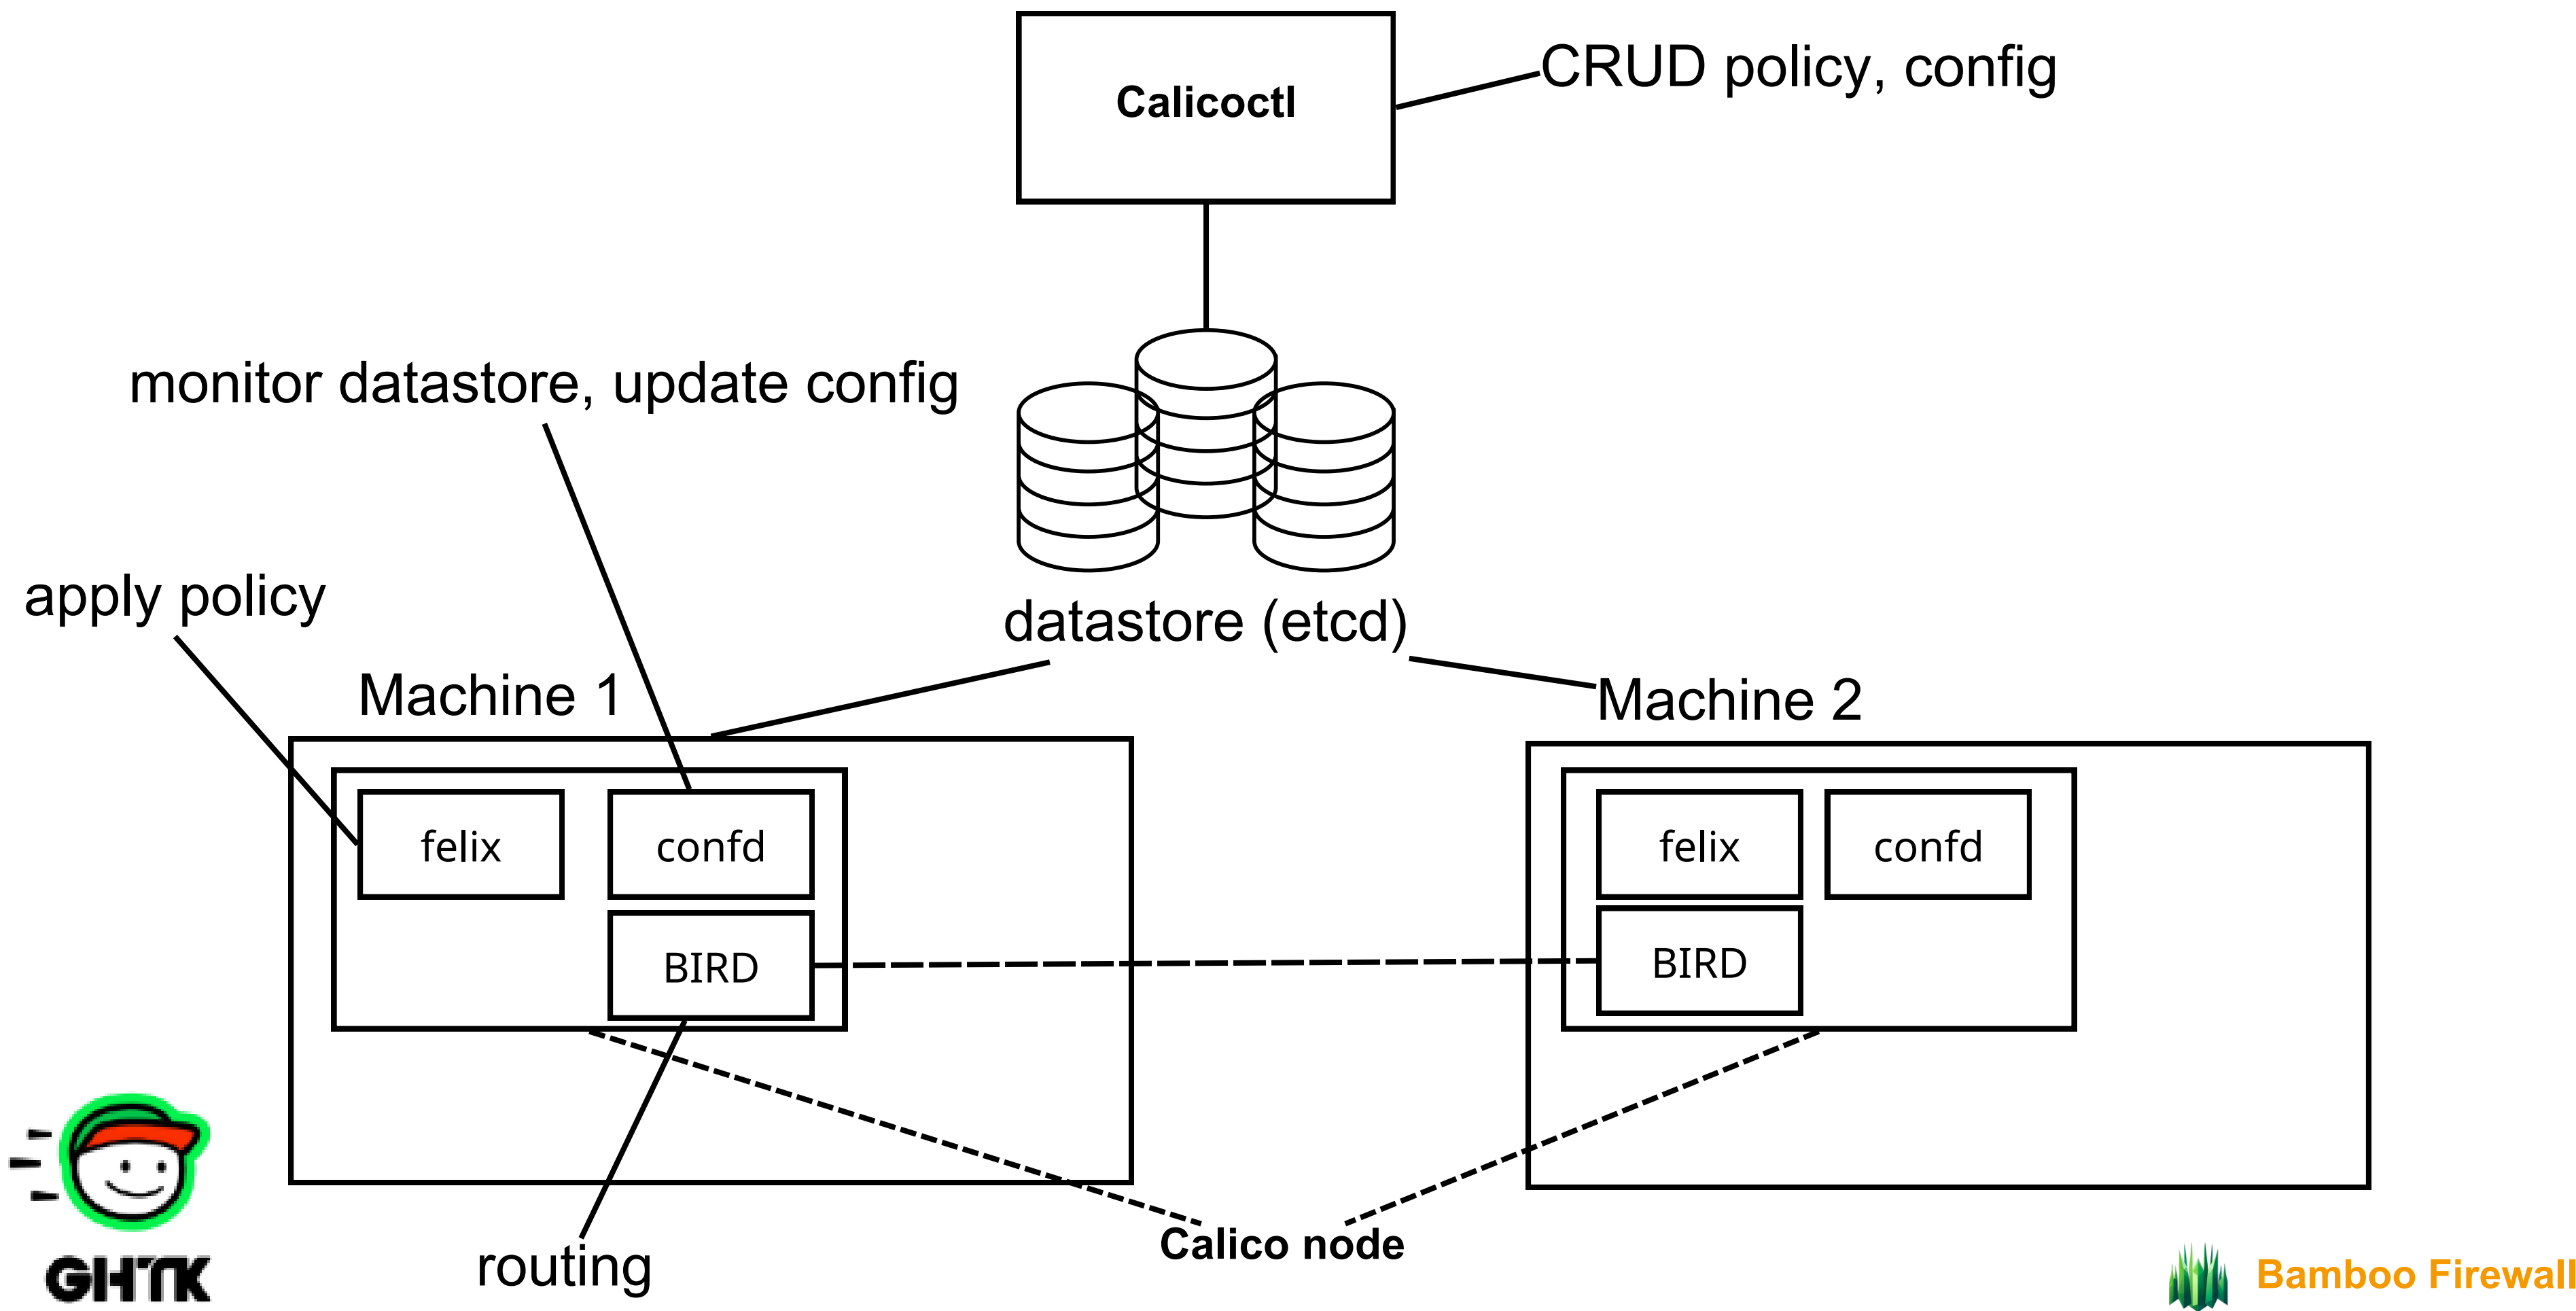 Calicoctl
CRUD policy, config
monitor datastore, update config
apply policy
datastore (etcd)
Machine 1
Machine 2
felix
confd
felix
confd
BIRD
BIRD
Calico node
routing
GHTK
Bamboo Firewall